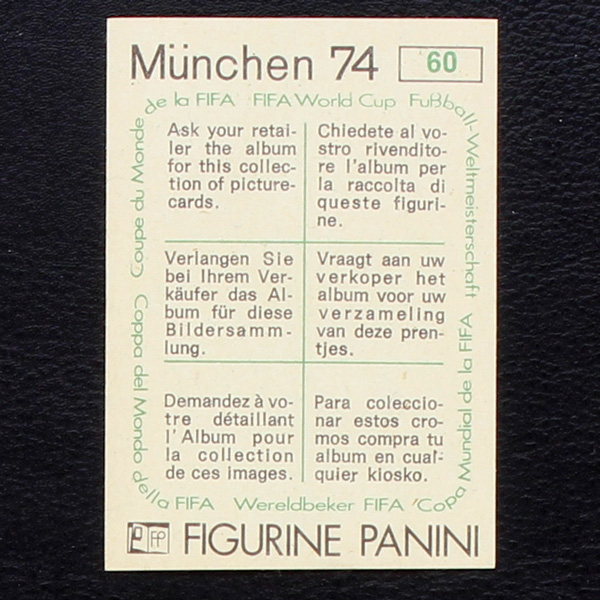 München 74 60
Coupe du Monde de la FIFA FIFA World Cup Fußball-Weltmeisterschaft
Ask your retai-
ler the album
for this collec-
tion of picture-
cards.
Chiedete al vo-
stro rivendito-
re l'album per
la raccolta di
queste figuri-
ne.
Verlangen Sie
bei Ihrem Ver-
käufer das Al-
bum für diese
Bildersamm-
lung.
Vraagt aan uw
verkoper het
album voor uw
verzameling
van deze pren-
tjes.
Demandez à vo-
tre détaillant
l'Album pour
la collection
de ces images.
Para coleccio-
nar estos cro-
mos compra tu
album en cual-
quier kiosko.
Coppa del Mondo della FIFA Wereldbeker FIFA 'Copa Mundial de la FIFA
FP FIGURINE PANINI